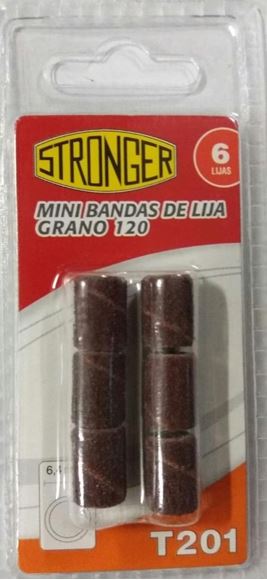 STRONGER
6
LIJAS
MINI BANDAS DE LIJA
GRANO 120
T201